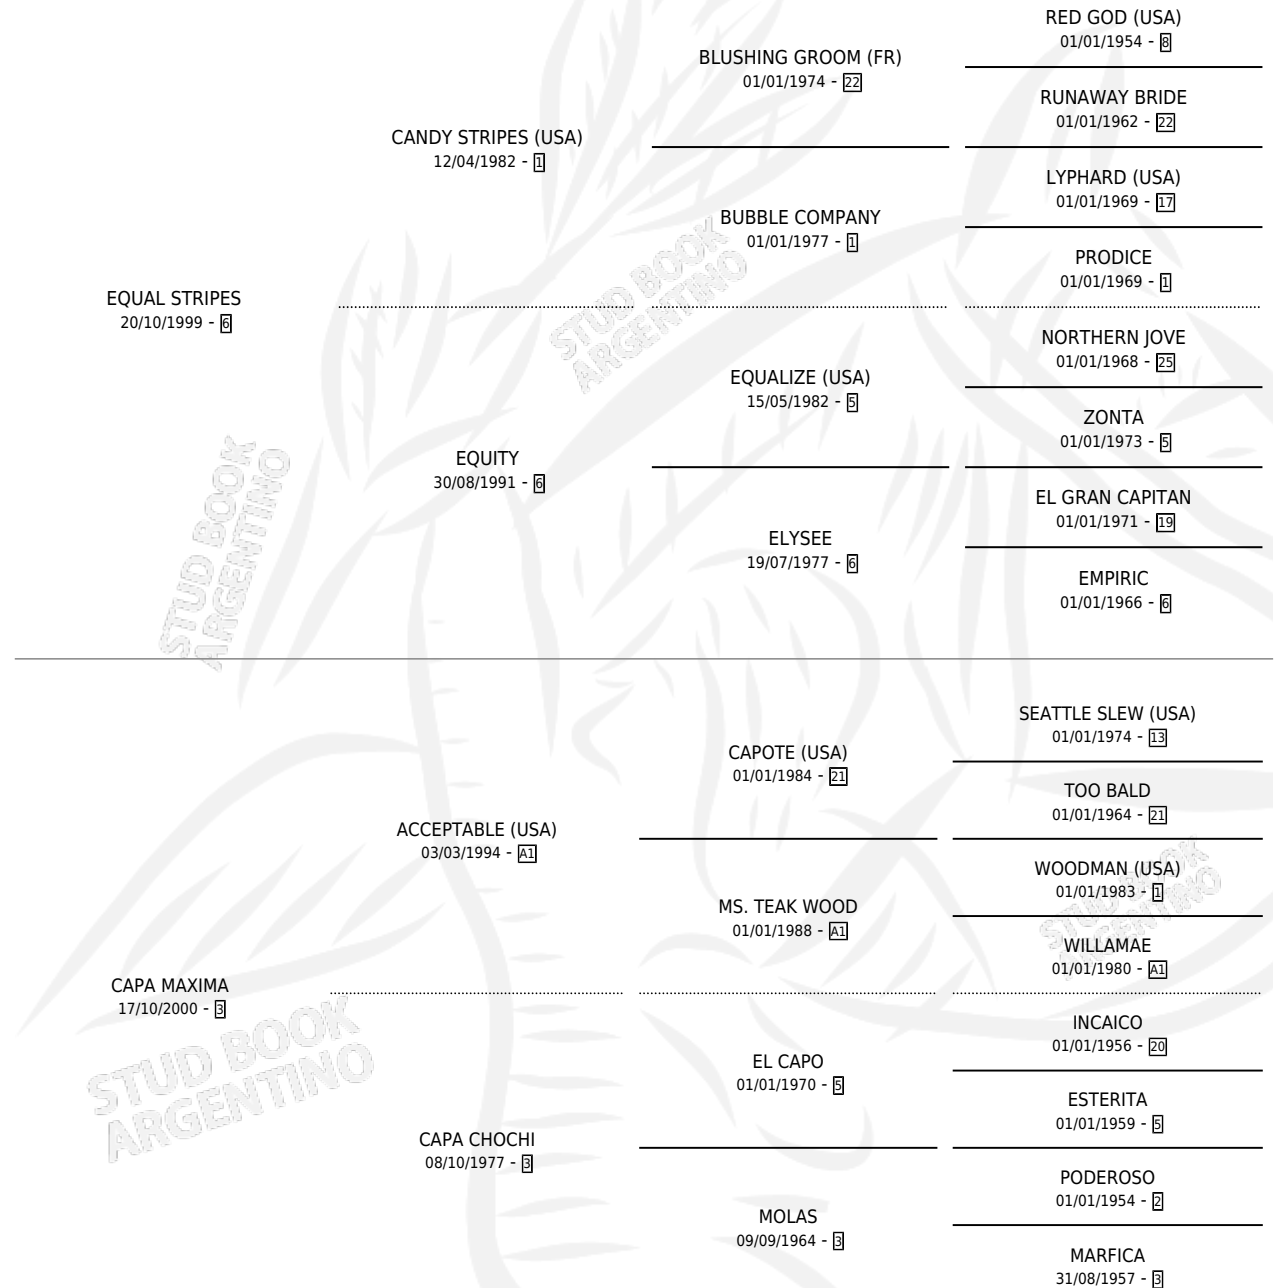 RED GOD (USA)
01/01/1954 - 8
BLUSHING GROOM (FR)
01/01/1974 - 22
RUNAWAY BRIDE
01/01/1962 - 22
CANDY STRIPES (USA)
12/04/1982 - 1
LYPHARD (USA)
01/01/1969 - 17
BUBBLE COMPANY
01/01/1977 - 1
PRODICE
01/01/1969 - 1
EQUAL STRIPES
20/10/1999 - 6
NORTHERN JOVE
01/01/1968 - 25
EQUALIZE (USA)
15/05/1982 - 5
ZONTA
01/01/1973 - 5
EQUITY
30/08/1991 - 6
EL GRAN CAPITAN
01/01/1971 - 19
ELYSEE
19/07/1977 - 6
EMPIRIC
01/01/1966 - 6
SEATTLE SLEW (USA)
01/01/1974 - 13
CAPOTE (USA)
01/01/1984 - 21
TOO BALD
01/01/1964 - 21
ACCEPTABLE (USA)
03/03/1994 - A1
WOODMAN (USA)
01/01/1983 - 1
MS. TEAK WOOD
01/01/1988 - A1
WILLAMAE
01/01/1980 - A1
CAPA MAXIMA
17/10/2000 - 3
INCAICO
01/01/1956 - 20
EL CAPO
01/01/1970 - 5
ESTERITA
01/01/1959 - 5
CAPA CHOCHI
08/10/1977 - 3
PODEROSO
01/01/1954 - 2
MOLAS
09/09/1964 - 3
MARFICA
31/08/1957 - 3
STUD BOOK
ARGENTINO
STUD BOOK
ARGENTINO
STUD BOOK
ARGENTINO
STUD BOOK
ARGENTINO